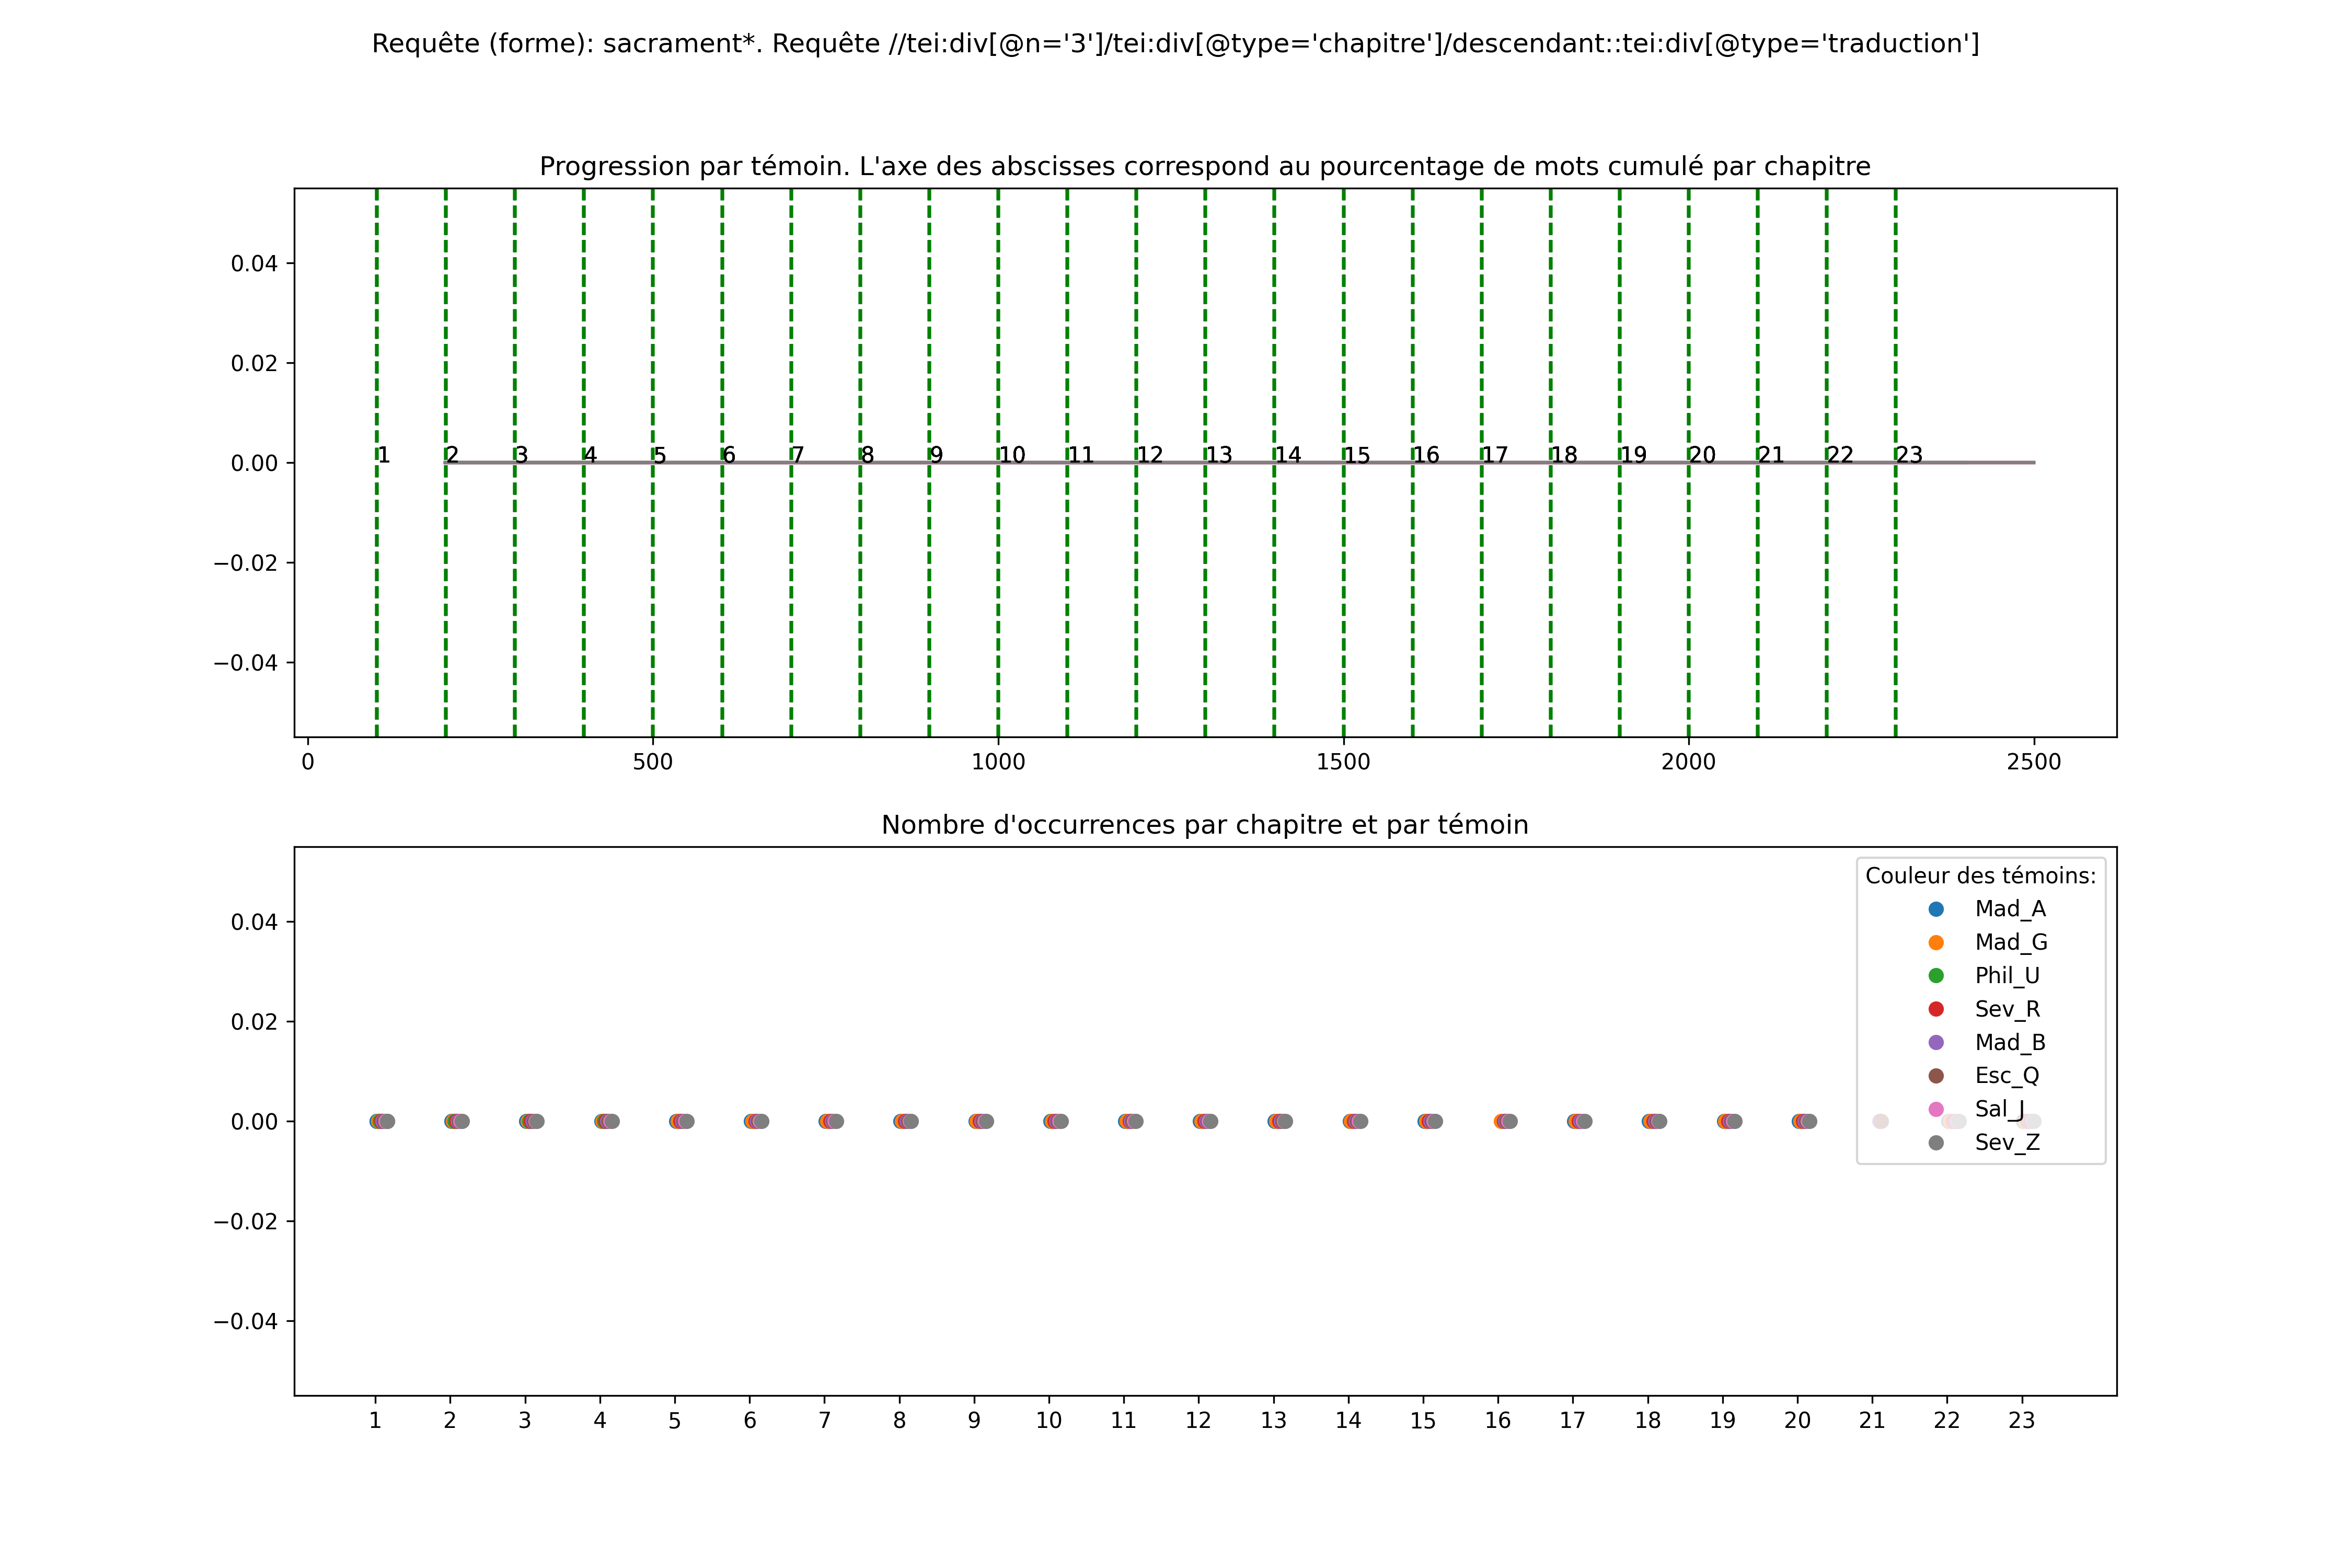 Requête (forme): sacrament*. Requête //tei:div[@n='3']/tei:div[@type='chapitre']/descendant::tei:div[@type='traduction']
Progression par témoin. L'axe des abscisses correspond au pourcentage de mots cumulé par chapitre
0.04
0.02
0.00
−0.02
−0.04
1 2 3 4 5 6 7 8 9 10 11 12 13 14 15 16 17 18 19 20 21 22 23
0 500 1000 1500 2000 2500
Nombre d'occurrences par chapitre et par témoin
0.04
0.02
0.00
−0.02
−0.04
Couleur des témoins:
Mad_A
Mad_G
Phil_U
Sev_R
Mad_B
Esc_Q
Sal_J
Sev_Z
1 2 3 4 5 6 7 8 9 10 11 12 13 14 15 16 17 18 19 20 21 22 23